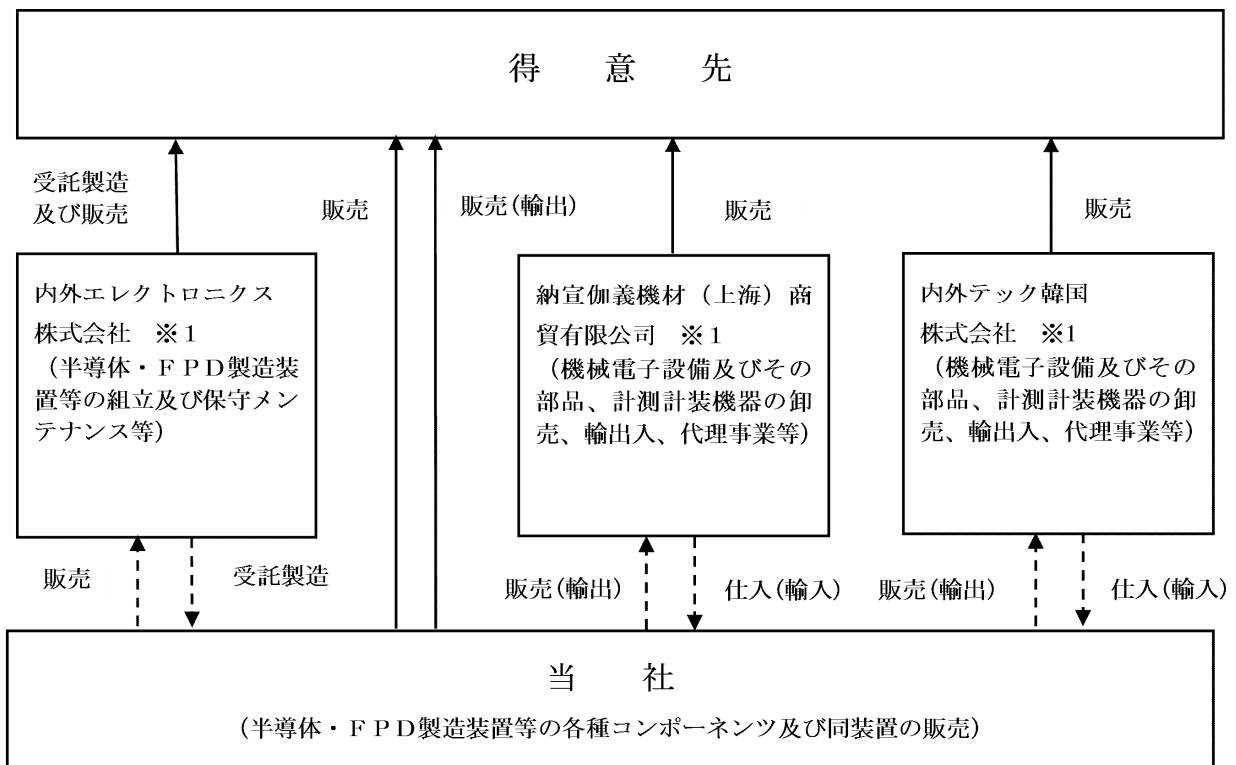 得　意　先
受託製造
及び販売
販売
販売(輸出)
販売
販売
内外エレクトロニクス
株式会社　※１
（半導体・ＦＰＤ製造装
置等の組立及び保守メン
テナンス等）
納宣伽義機材（上海）商
貿有限公司　※１
（機械電子設備及びその
部品、計測計装機器の卸
売、輸出入、代理事業等）
内外テック韓国
株式会社　※1
（機械電子設備及びその
部品、計測計装機器の卸
売、輸出入、代理事業等）
販売
受託製造
販売(輸出)
仕入(輸入)
販売(輸出)
仕入(輸入)
当　社
（半導体・ＦＰＤ製造装置等の各種コンポーネンツ及び同装置の販売）